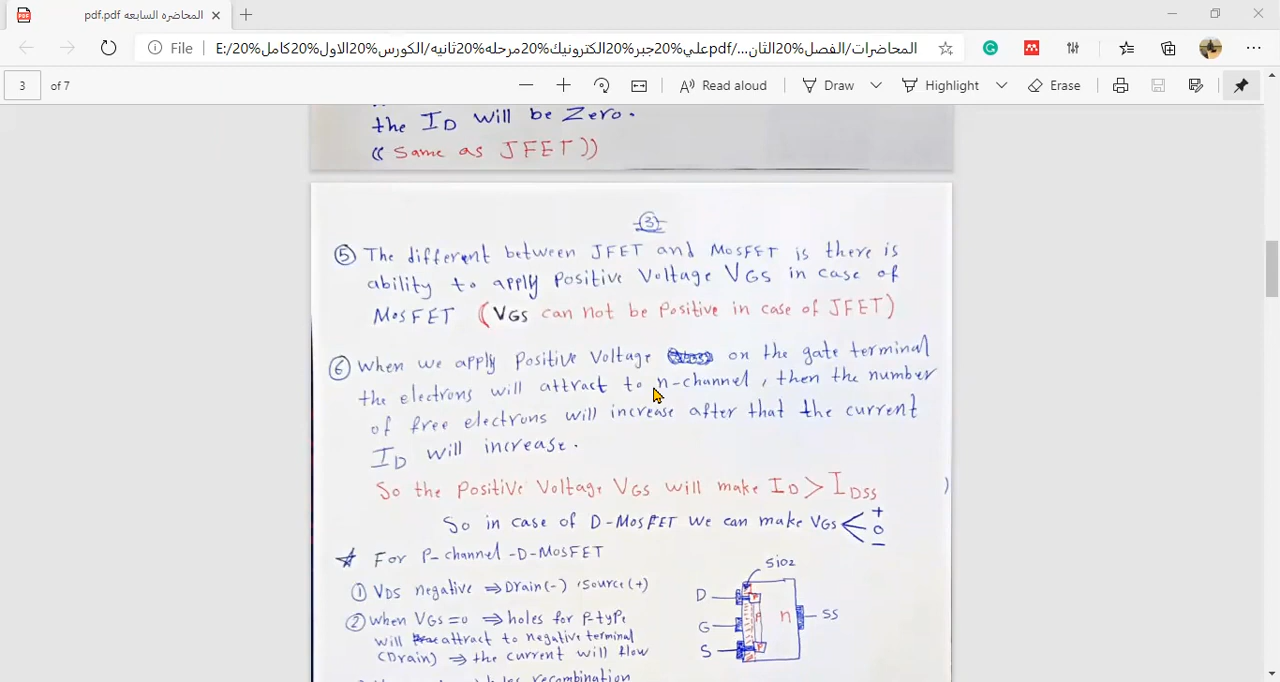 المحاضره السابعه pdf.pdf
File
E:/20%المحاضرات/الفصل%20الثان.../pdfعلي%20جبر%20الكترونيك%20مرحله%20تانيه/الكورس%20الاول%20كامل
3 of 7
Read aloud
Draw
Highlight
Erase
the ID will be Zero.
(( Same as JFET ))
3
5 The different between JFET and MOSFET is there is
ability to apply Positive Voltage VGS in case of
MOSFET (VGS can not be Positive in case of JFET)
6 When we apply Positive Voltage on the gate terminal
the electrons will attract to n-channel, then the number
of free electrons will increase after that the current
ID will increase.
So the Positive Voltage VGS will make ID > IDSS
)
So in case of D-MOSFET we can make VGS + 0 -
For P-channel-D-MOSFET
1 VDS negative ⇒ Drain(-) , Source(+)
2 when VGS=0 ⇒ holes for P-type
will attract to negative terminal
(Drain) ⇒ the current will flow
SiO2
D
G
S
P
P
P
n
SS
holes recombination